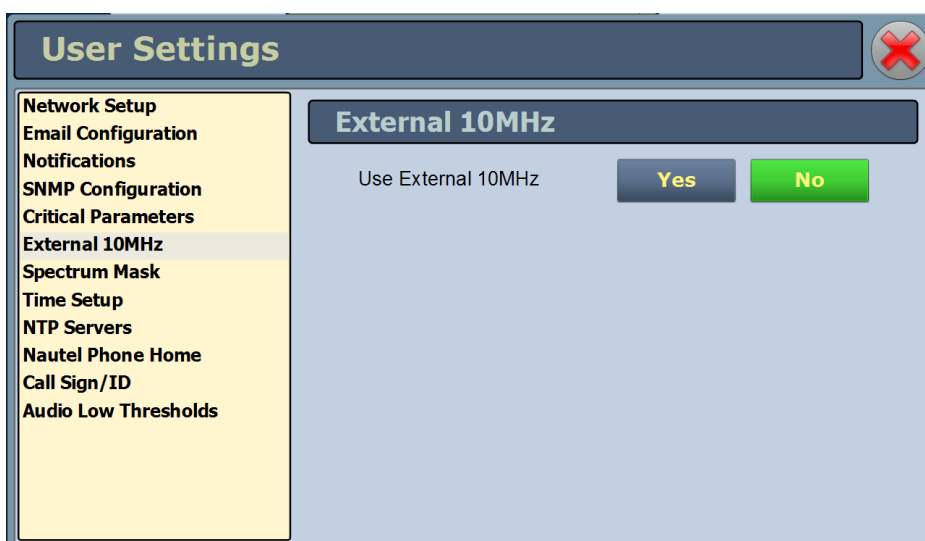 User Settings
Network Setup
Email Configuration
Notifications
SNMP Configuration
Critical Parameters
External 10MHz
Spectrum Mask
Time Setup
NTP Servers
Nautel Phone Home
Call Sign/ID
Audio Low Thresholds
External 10MHz
Use External 10MHz Yes No